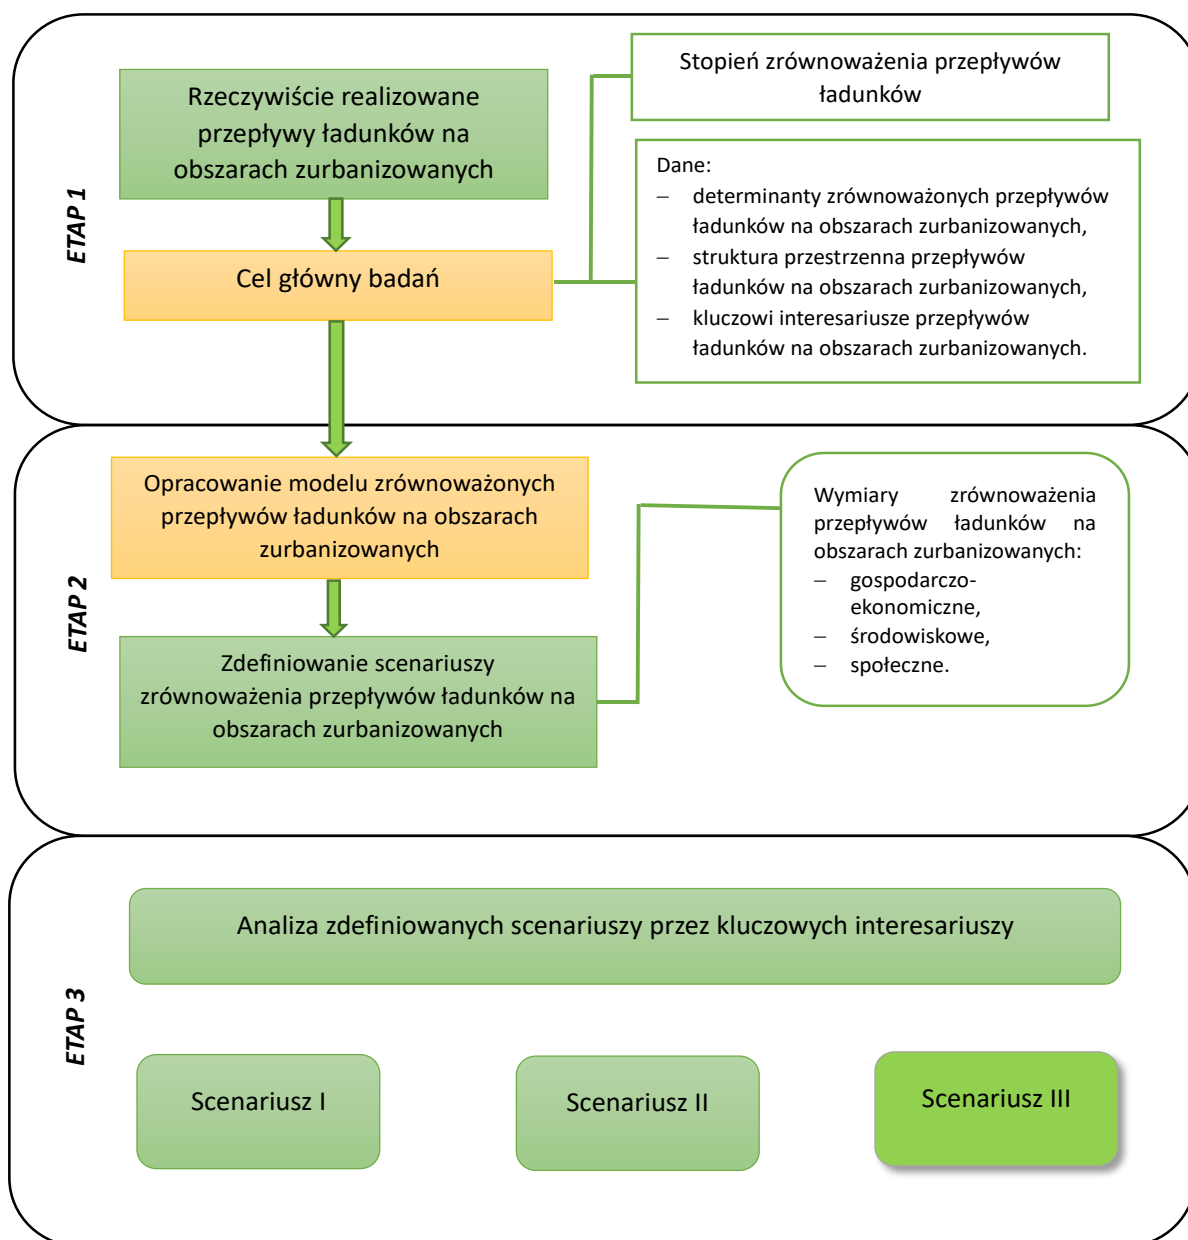 ETAP 1
Rzeczywiście realizowane
przepływy ładunków na
obszarach zurbanizowanych
Stopień zrównoważenia przepływów
ładunków
Cel główny badań
Dane:
– determinanty zrównoważonych przepływów
ładunków na obszarach zurbanizowanych,
– struktura przestrzenna przepływów
ładunków na obszarach zurbanizowanych,
– kluczowi interesariusze przepływów
ładunków na obszarach zurbanizowanych.
ETAP 2
Opracowanie modelu zrównoważonych
przepływów ładunków na obszarach
zurbanizowanych
Zdefiniowanie scenariuszy
zrównoważenia przepływów ładunków na
obszarach zurbanizowanych
Wymiary zrównoważenia
przepływów ładunków na
obszarach zurbanizowanych:
– gospodarczo-
ekonomiczne,
– środowiskowe,
– społeczne.
ETAP 3
Analiza zdefiniowanych scenariuszy przez kluczowych interesariuszy
Scenariusz I
Scenariusz II
Scenariusz III